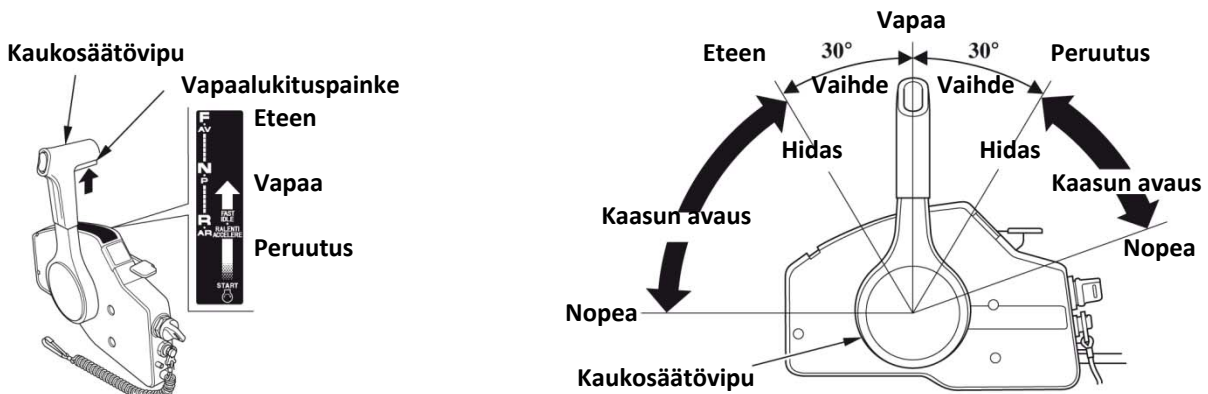 Kaukosäätövipu
Vapaalukituspainke
F
AV
N
P
R
AR
FAST
IDLE
RALENTI
ACCELERE
START
Eteen
Vapaa
Peruutus
Vapaa
Eteen
30°
30°
Peruutus
Vaihde
Vaihde
Hidas
Hidas
Kaasun avaus
Kaasun avaus
Nopea
Nopea
Kaukosäätövipu